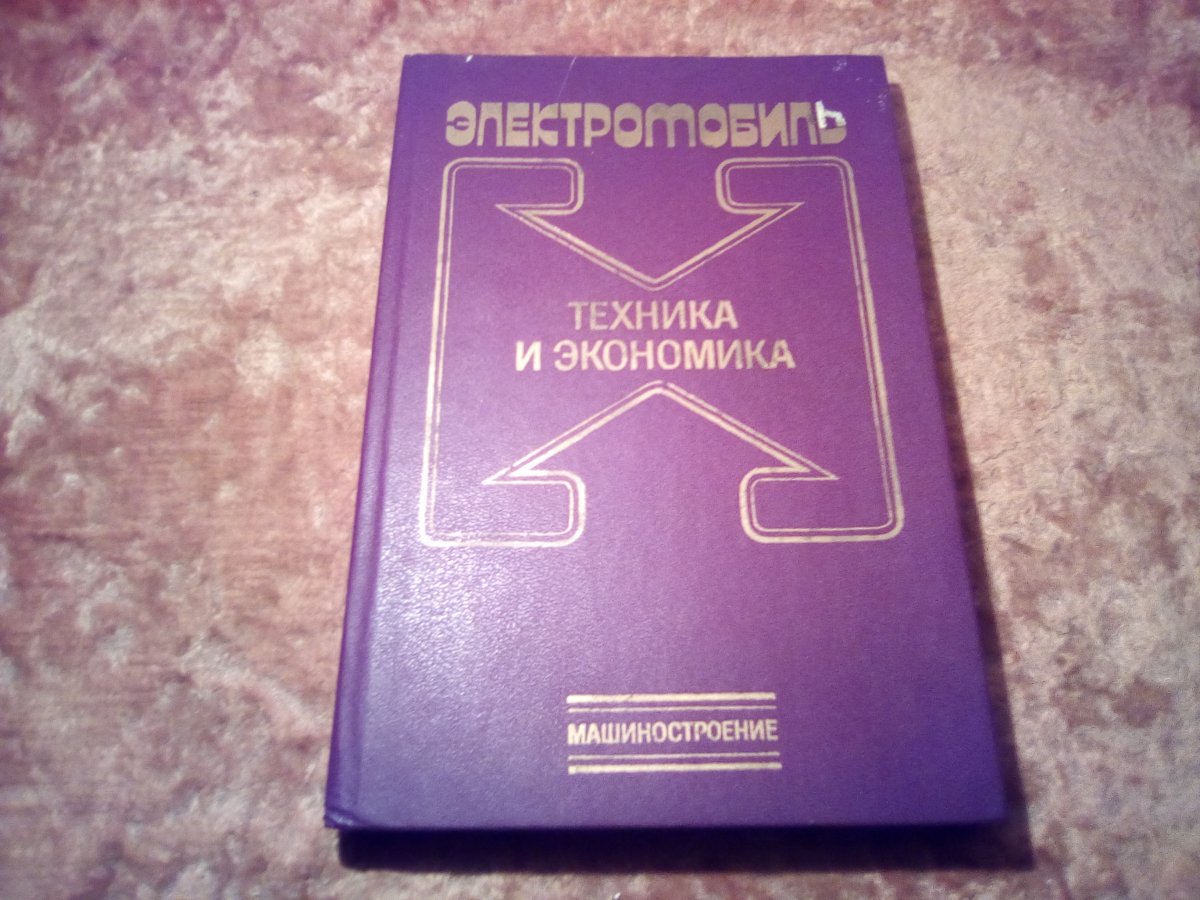 ЭЛЕКТРОМОБИЛЬ
ТЕХНИКА
И ЭКОНОМИКА
МАШИНОСТРОЕНИЕ